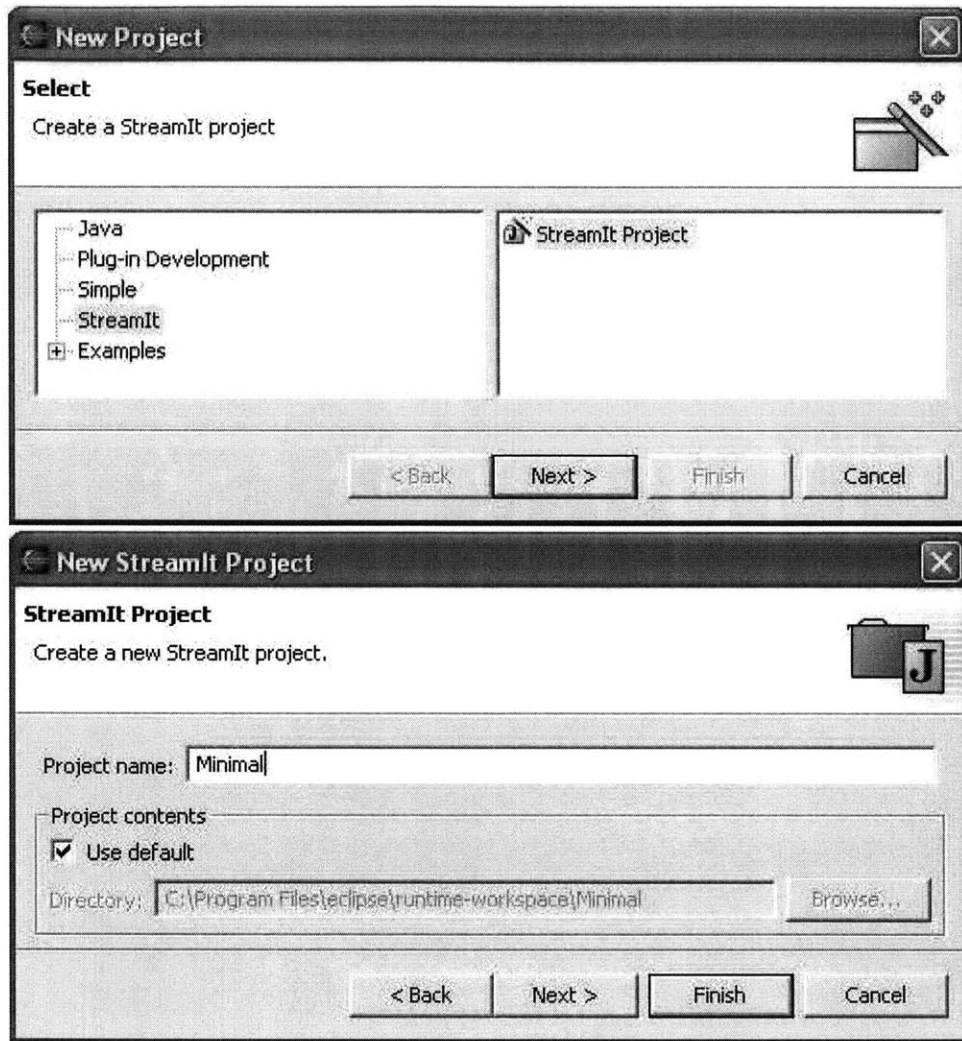 New Project
Select
Create a StreamIt project
Java
Plug-in Development
Simple
StreamIt
Examples
StreamIt Project
< Back
Next >
Finish
Cancel
New StreamIt Project
StreamIt Project
Create a new StreamIt project.
J
Project name: Minimal
Project contents
Use default
Directory: C:\Program Files\eclipse\runtime-workspace\Minimal Browse...
< Back
Next >
Finish
Cancel